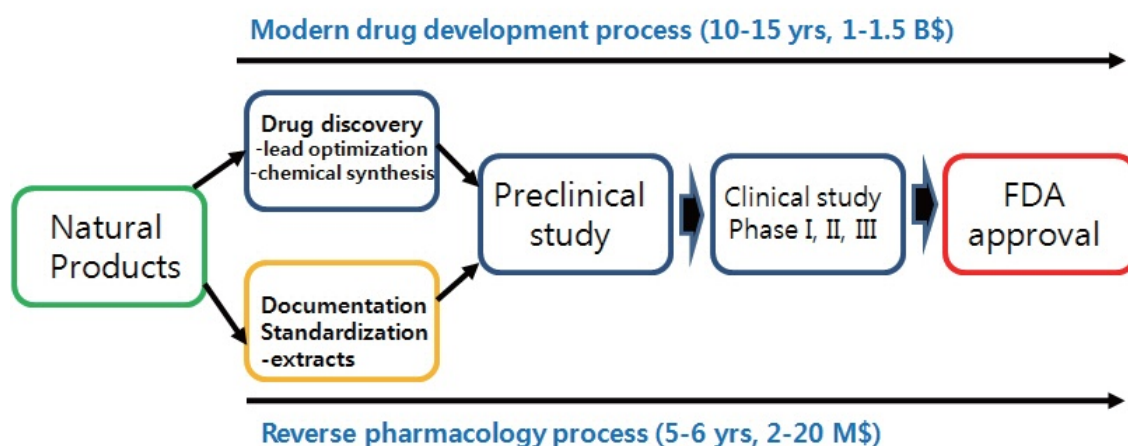 Modern drug development process (10-15 yrs, 1-1.5 B$)
Drug discovery
-lead optimization
-chemical synthesis
Natural
Products
Documentation
Standardization
-extracts
Preclinical
study
Clinical study
Phase I, II, III
FDA
approval
Reverse pharmacology process (5-6 yrs, 2-20 M$)